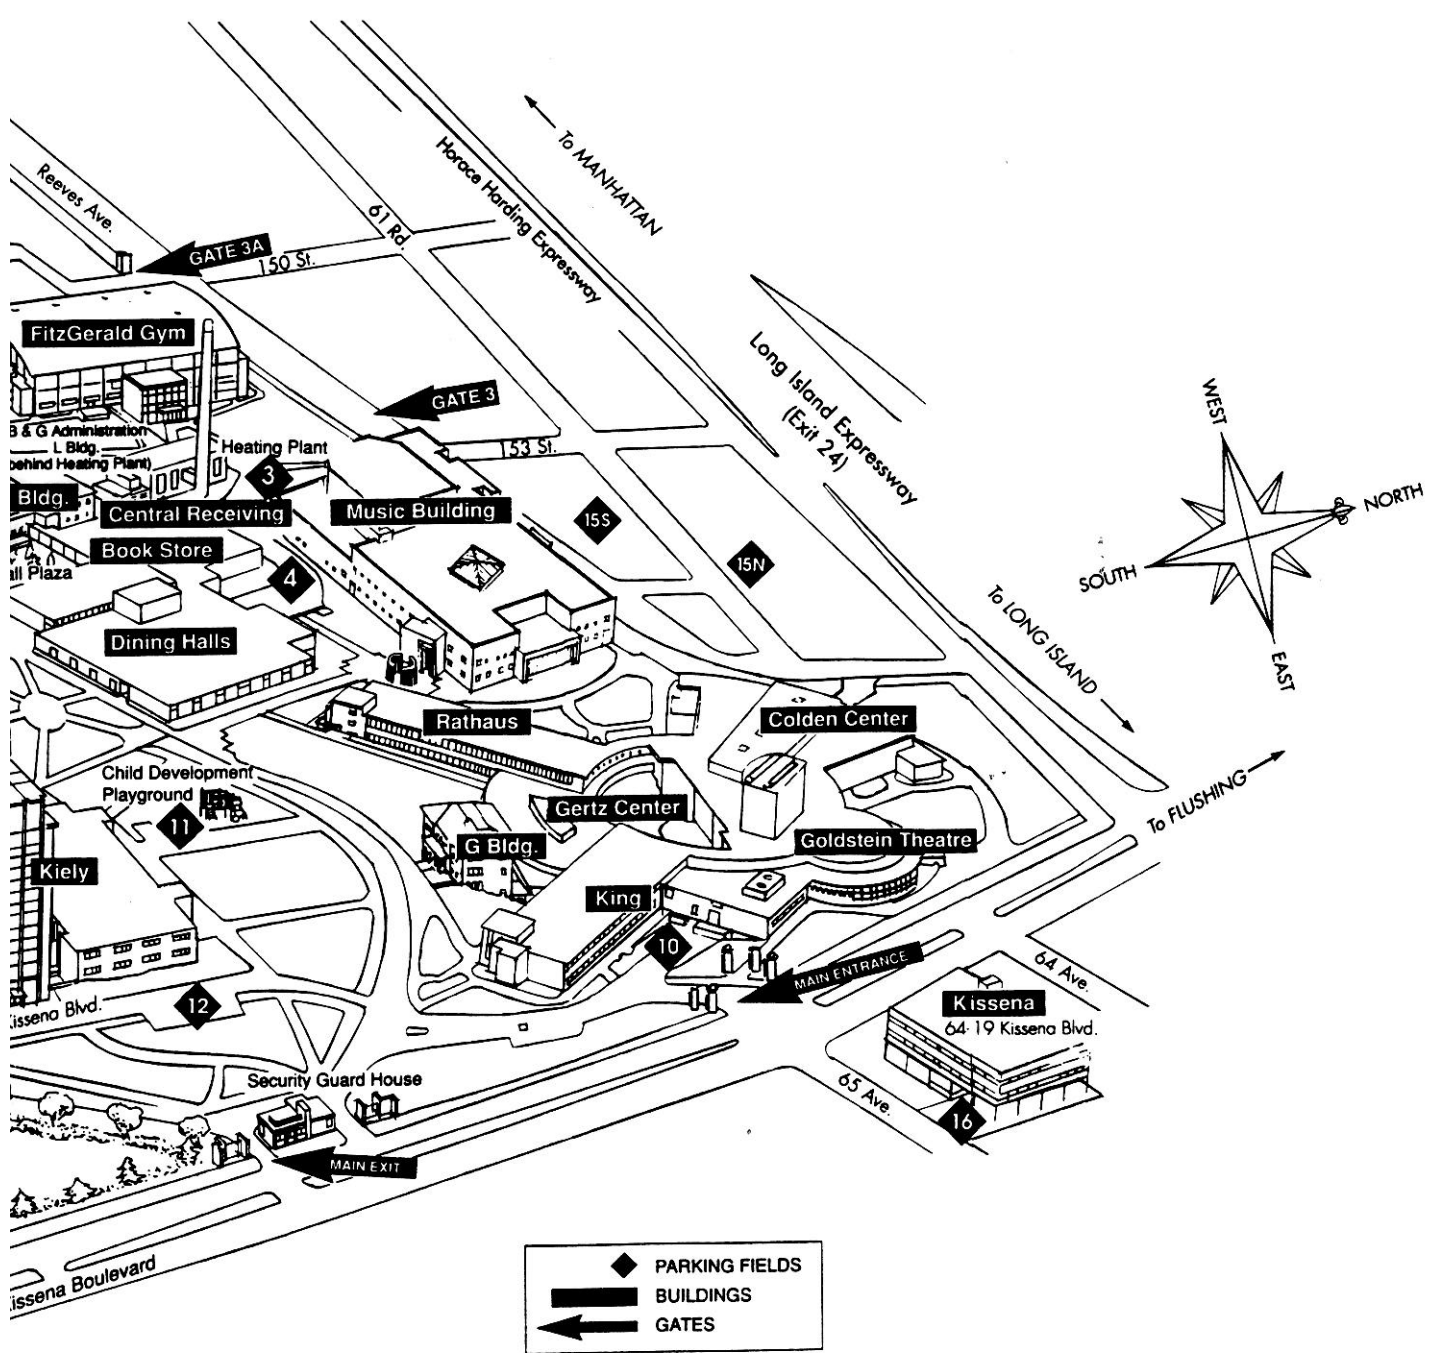 To MANHATTAN
Horace Harding Expressway
Reeves Ave.
61 Rd.
GATE 3A
150 St.
FitzGerald Gym
Long Island Expressway
(Exit 24)
WEST
NORTH
SOUTH
EAST
GATE 3
B & G Administration
L Bldg.
behind Heating Plant)
Heating Plant
153 St.
3
Bldg.
Central Receiving
Music Building
15S
Book Store
15N
all Plaza
4
To LONG ISLAND
Dining Halls
Rathaus
Colden Center
Child Development
Playground
To FLUSHING
11
Gertz Center
G Bldg.
Goldstein Theatre
Kiely
King
10
MAIN ENTRANCE
64 Ave.
12
Kissena Blvd.
Kissena
64-19 Kissena Blvd.
Security Guard House
65 Ave.
16
MAIN EXIT
issena Boulevard
PARKING FIELDS
BUILDINGS
GATES